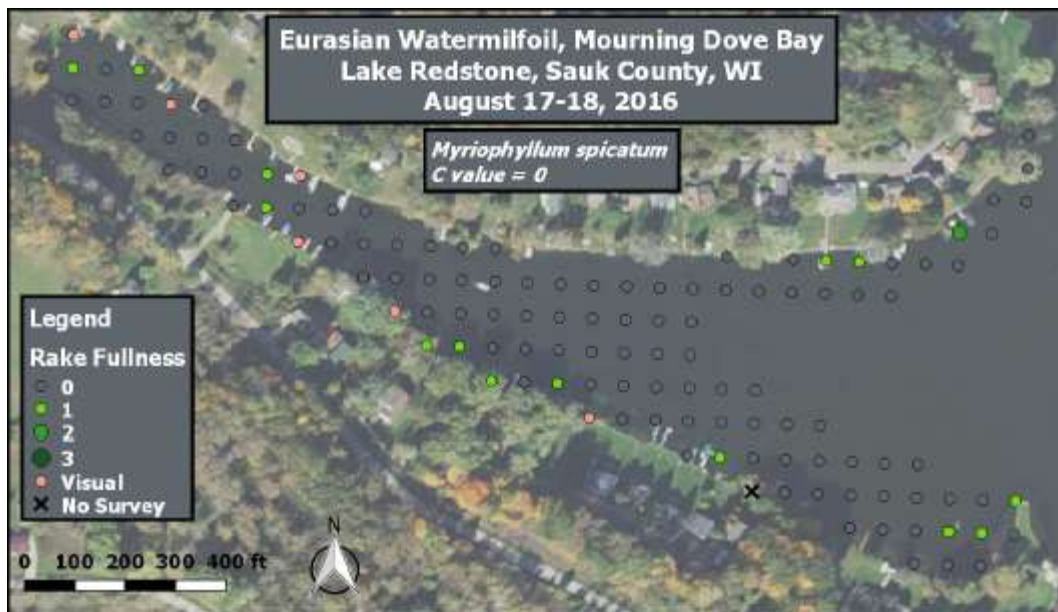 Eurasian Watermilfoil, Mourning Dove Bay
Lake Redstone, Sauk County, WI
August 17-18, 2016
Myriophyllum spicatum
C value = 0
Legend
Rake Fullness
0
1
2
3
Visual
No Survey
N
0 100 200 300 400 ft